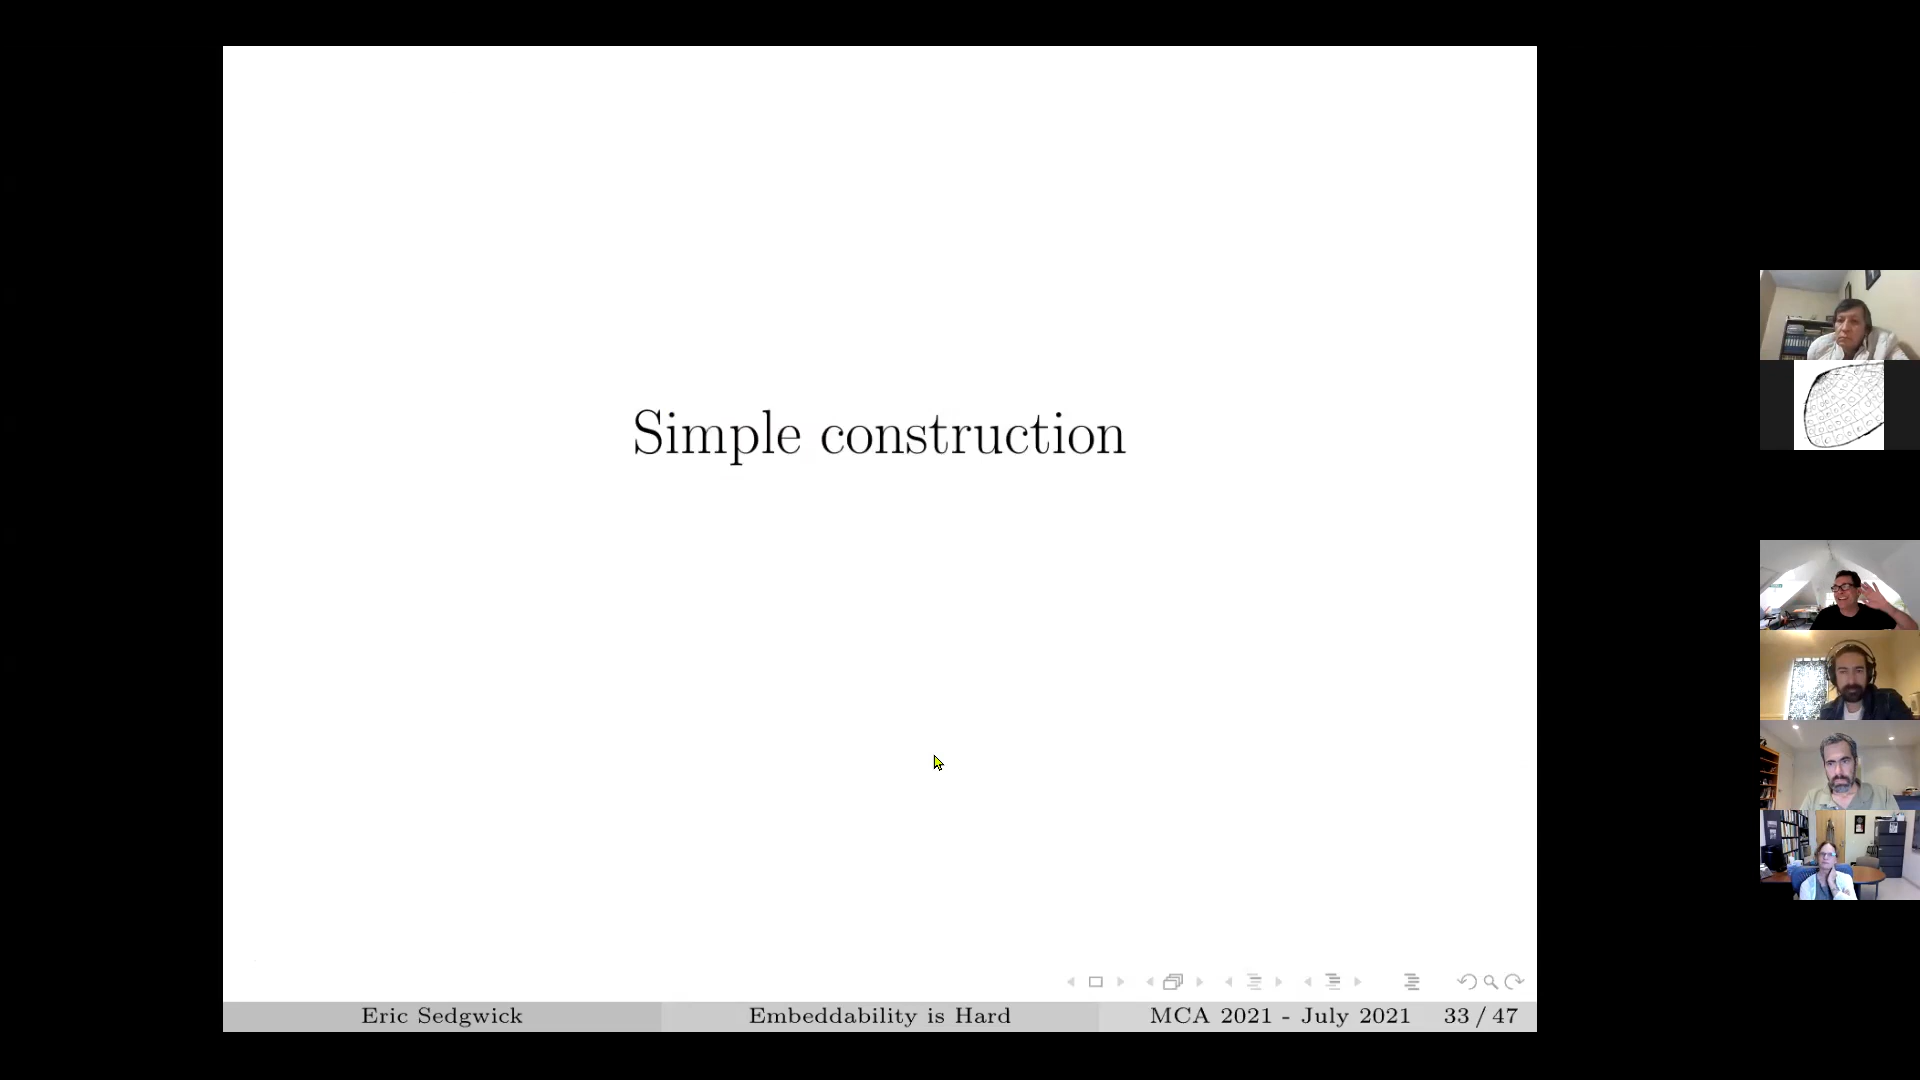 Simple construction
Eric Sedgwick Embeddability is Hard MCA 2021 - July 2021 33 / 47